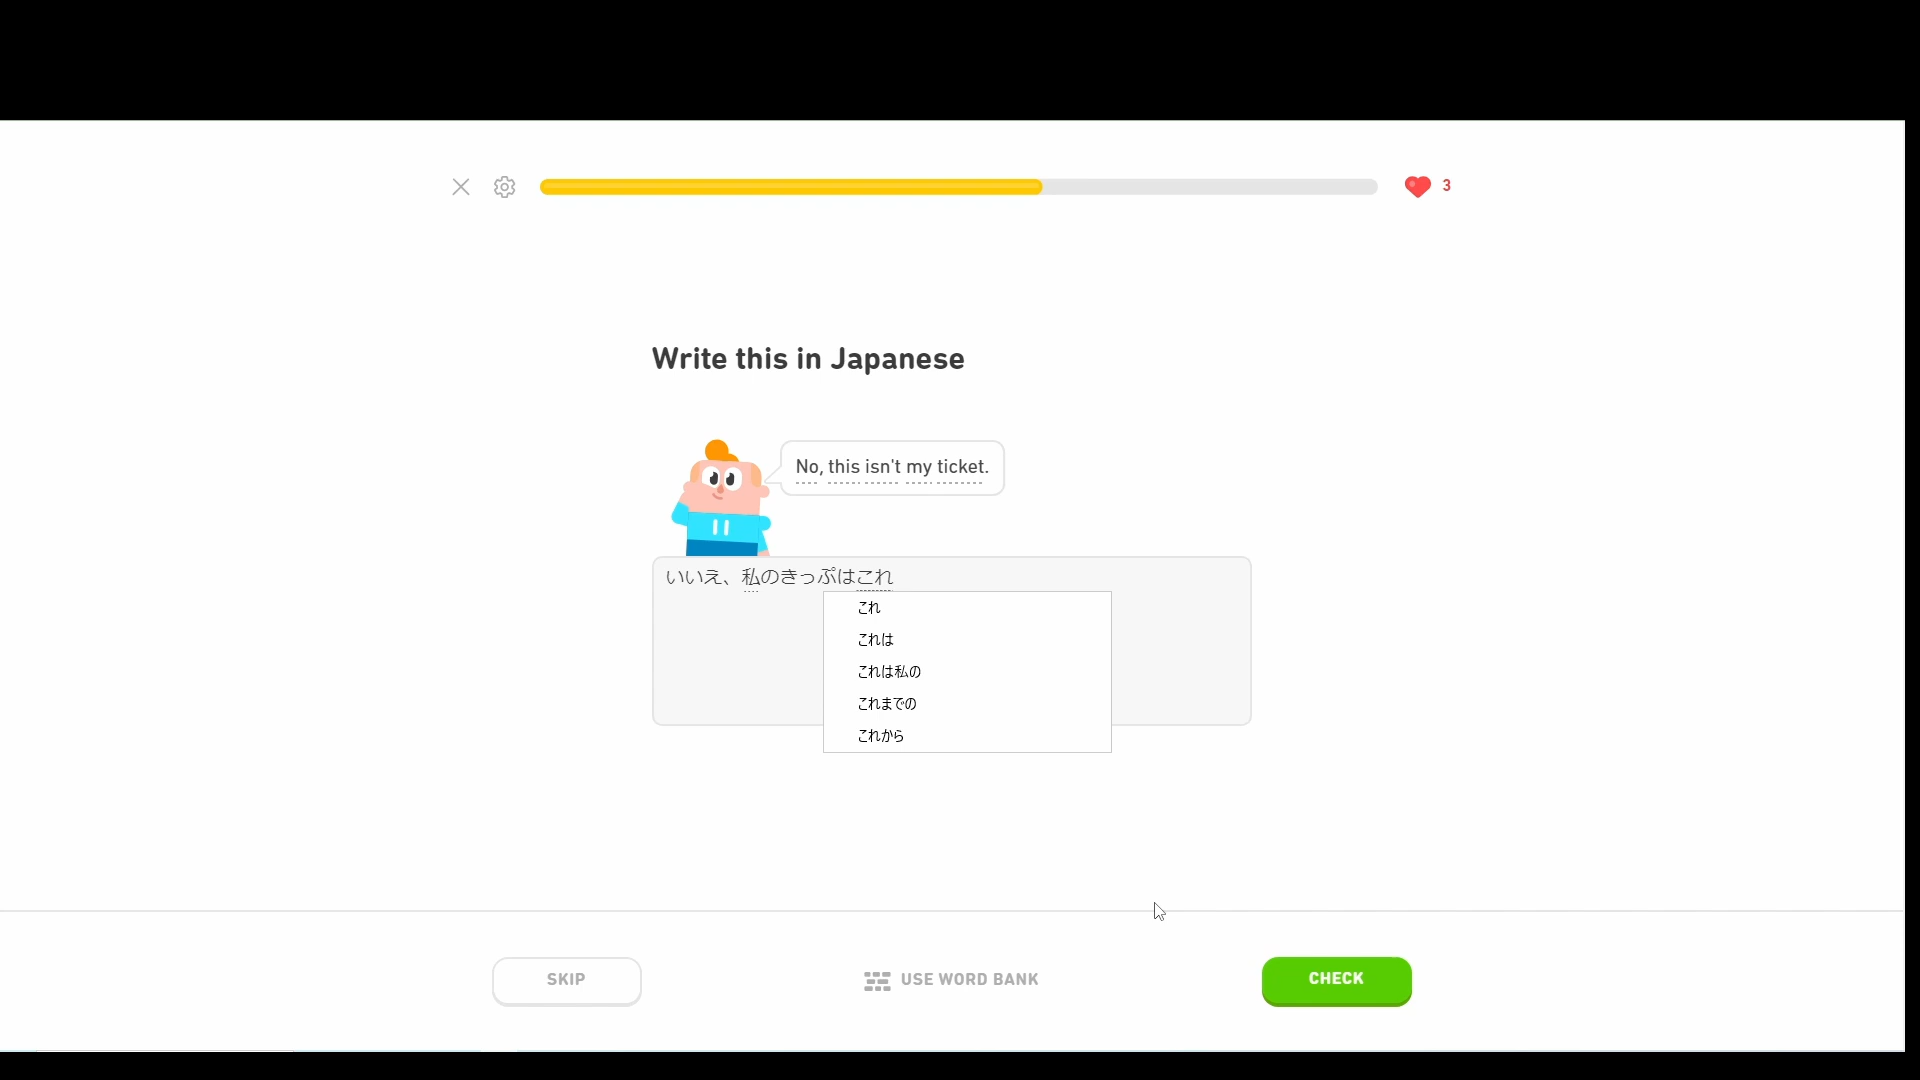 3
Write this in Japanese
No, this isn't my ticket.
いいえ、私のきっぷはこれ
これ
これは
これは私の
これまでの
これから
SKIP
USE WORD BANK
CHECK